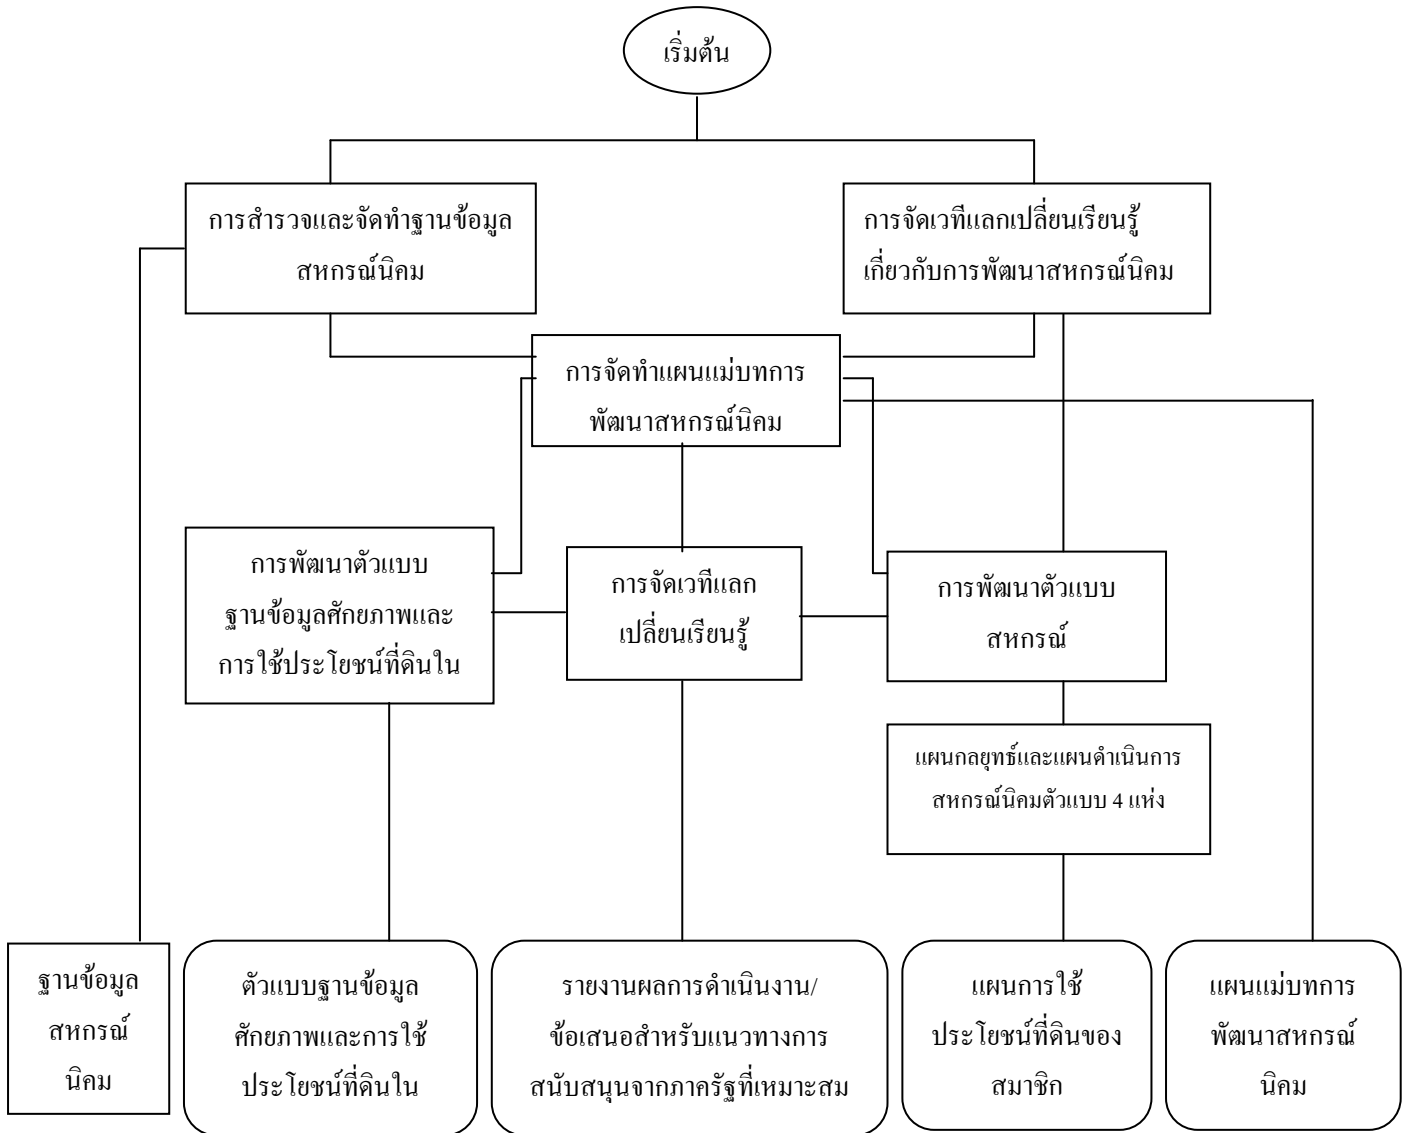 เริ่มต้น
การสำรวจและจัดทำฐานข้อมูล
สหกรณ์นิคม
การจัดเวทีแลกเปลี่ยนเรียนรู้
เกี่ยวกับการพัฒนาสหกรณ์นิคม
การจัดทำแผนแม่บทการ
พัฒนาสหกรณ์นิคม
การพัฒนาตัวแบบ
ฐานข้อมูลศักยภาพและ
การใช้ประโยชน์ที่ดินใน
การจัดเวทีแลก
เปลี่ยนเรียนรู้
การพัฒนาตัวแบบ
สหกรณ์
แผนกลยุทธ์และแผนดำเนินการ
สหกรณ์นิคมตัวแบบ 4 แห่ง
ฐานข้อมูล
สหกรณ์
นิคม
ตัวแบบฐานข้อมูล
ศักยภาพและการใช้
ประโยชน์ที่ดินใน
รายงานผลการดำเนินงาน/
ข้อเสนอสำหรับแนวทางการ
สนับสนุนจากภาครัฐที่เหมาะสม
แผนการใช้
ประโยชน์ที่ดินของ
สมาชิก
แผนแม่บทการ
พัฒนาสหกรณ์
นิคม